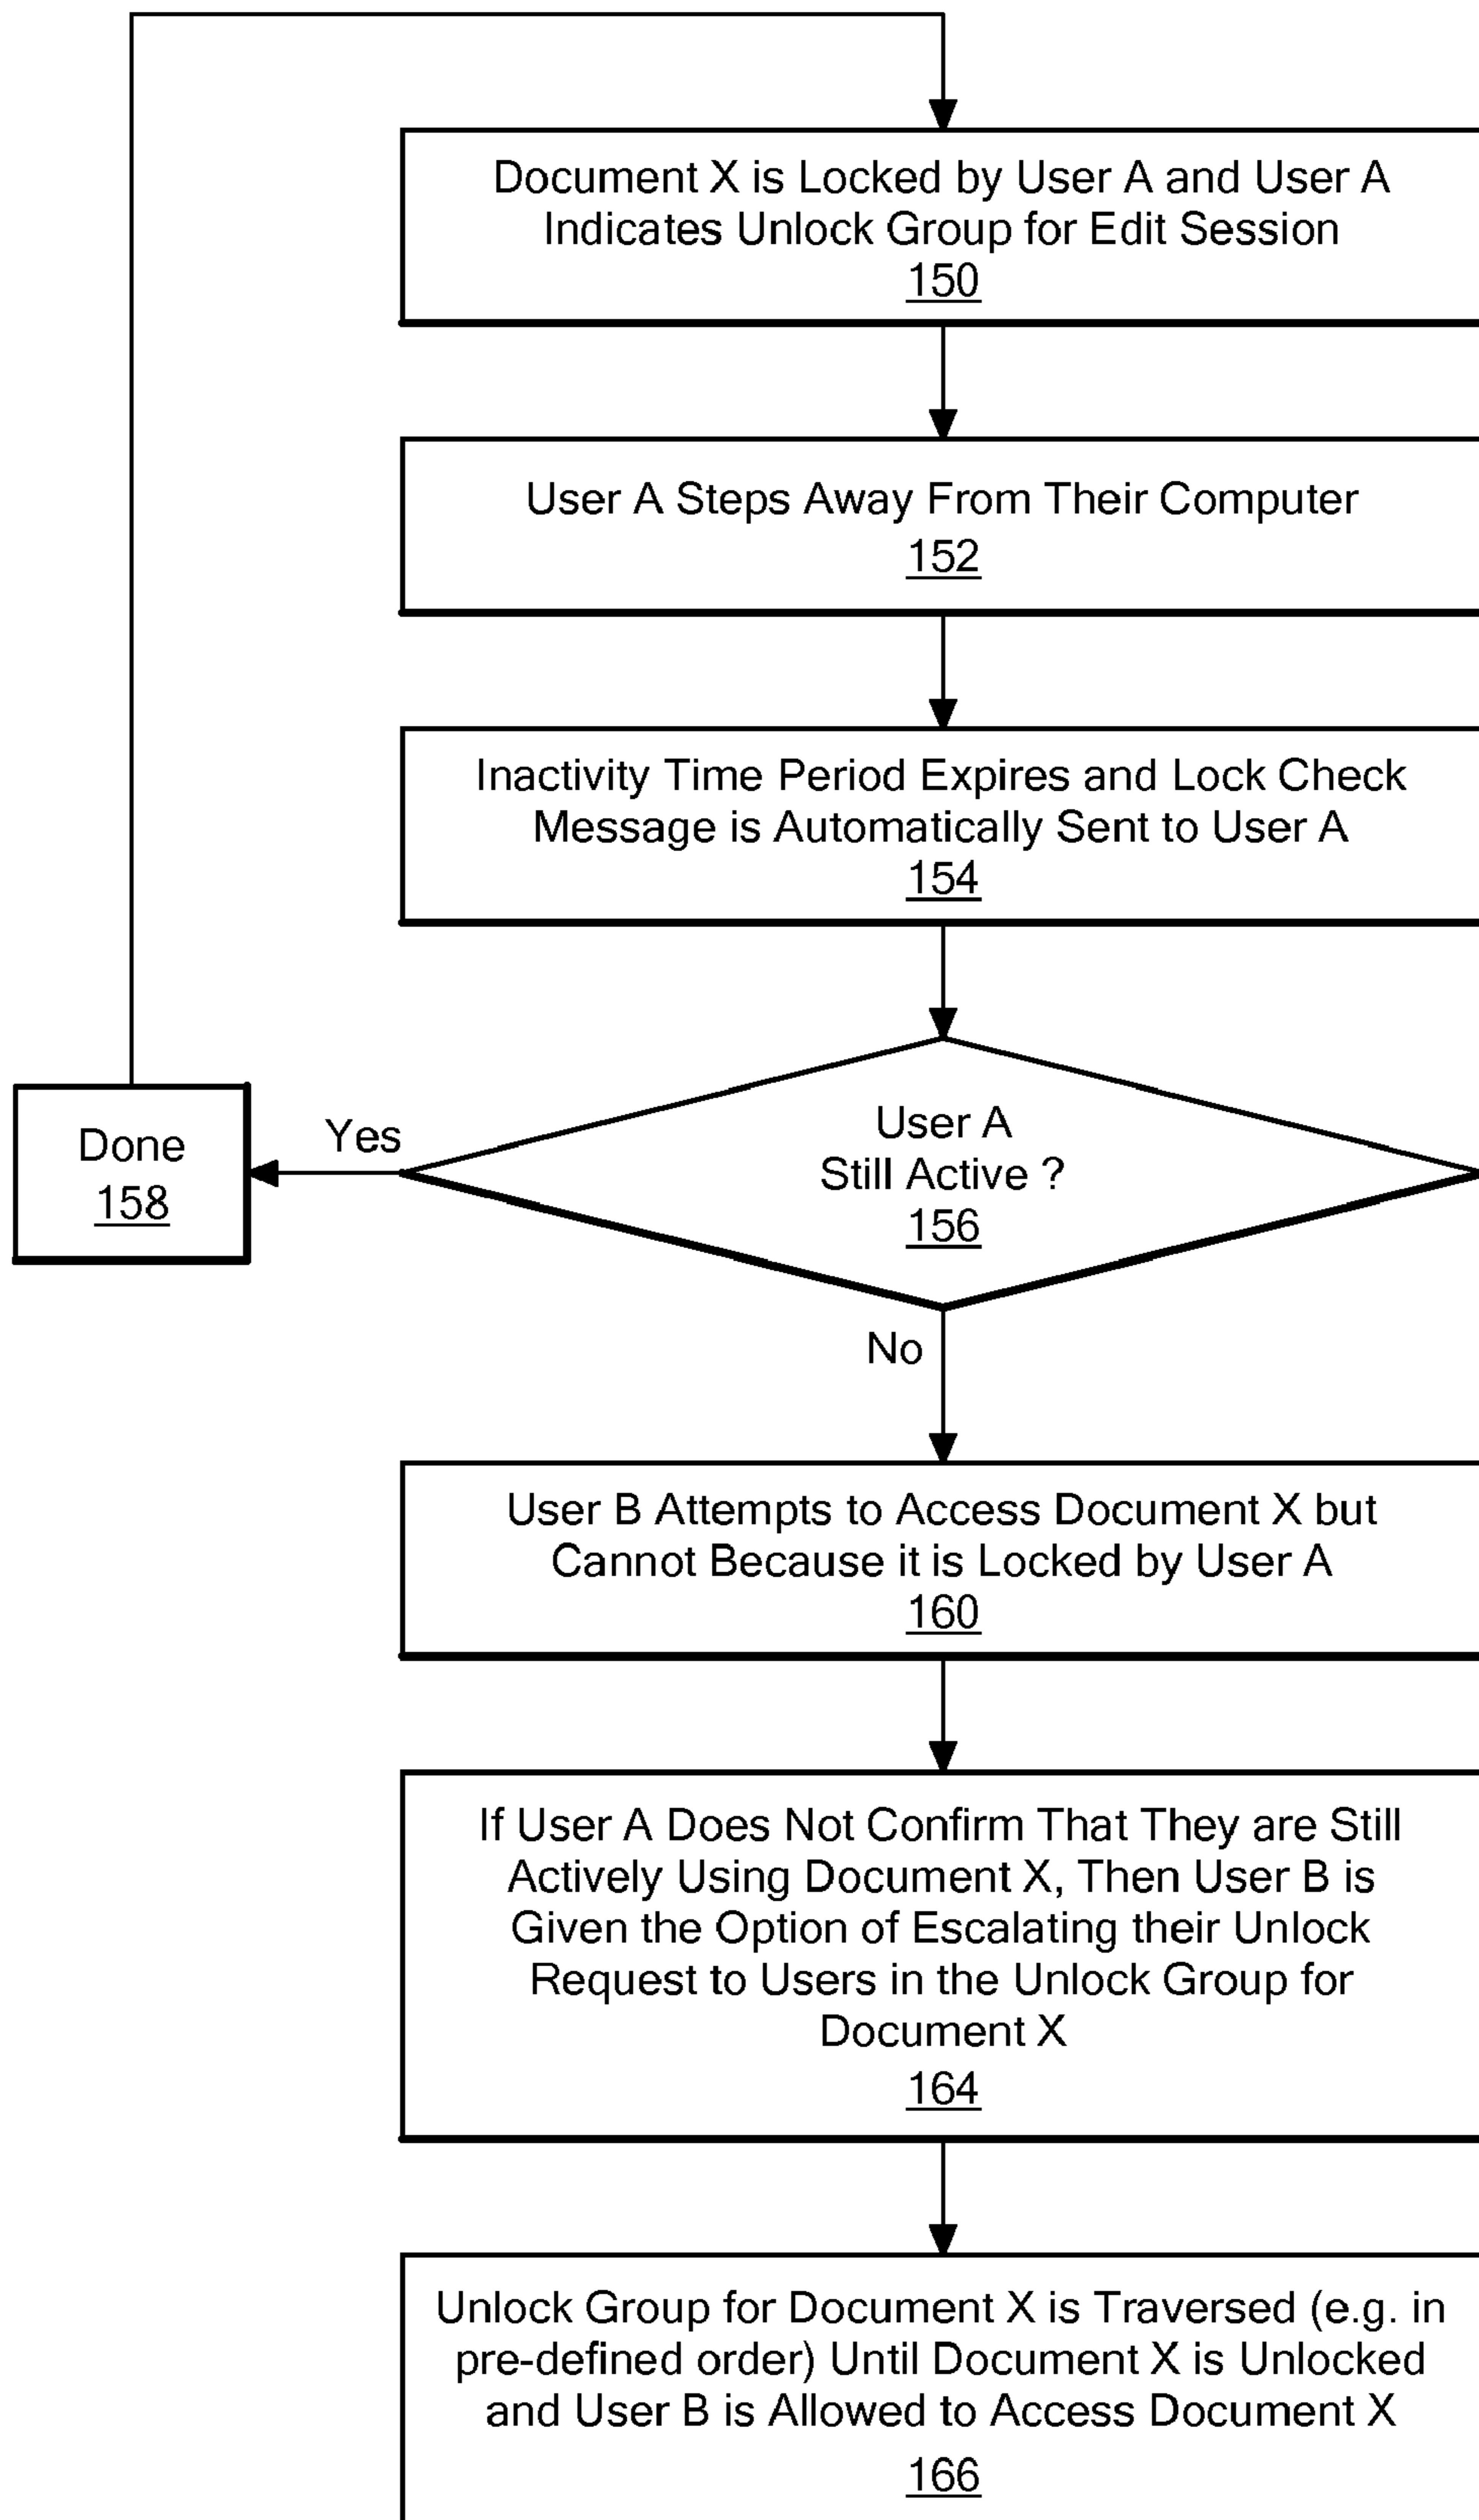 Document X is Locked by User A and User A
Indicates Unlock Group for Edit Session
150
User A Steps Away From Their Computer
152
Inactivity Time Period Expires and Lock Check
Message is Automatically Sent to User A
154
User A
Still Active ?
156
Yes
Done
158
No
User B Attempts to Access Document X but
Cannot Because it is Locked by User A
160
If User A Does Not Confirm That They are Still
Actively Using Document X, Then User B is
Given the Option of Escalating their Unlock
Request to Users in the Unlock Group for
Document X
164
Unlock Group for Document X is Traversed (e.g. in
pre-defined order) Until Document X is Unlocked
and User B is Allowed to Access Document X
166